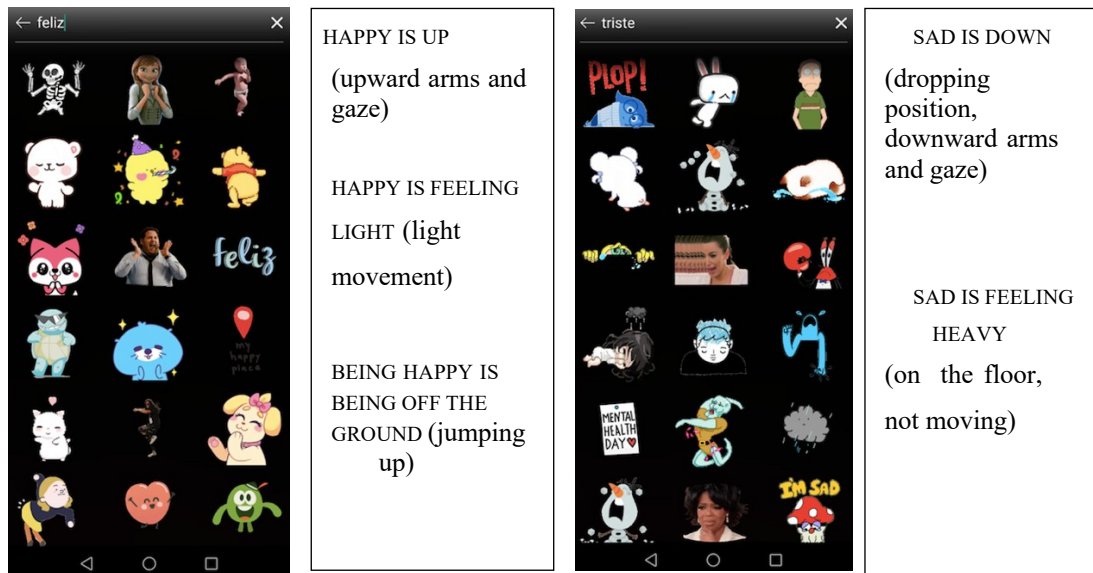 feliz
feliz
my
happy
place
HAPPY IS UP
(upward arms and
gaze)
HAPPY IS FEELING
LIGHT (light
movement)
BEING HAPPY IS
BEING OFF THE
GROUND (jumping
up)
triste
PLOP!
MENTAL
HEALTH
DAY
I'M SAD
SAD IS DOWN
(dropping
position,
downward arms
and gaze)
SAD IS FEELING
HEAVY
(on the floor,
not moving)